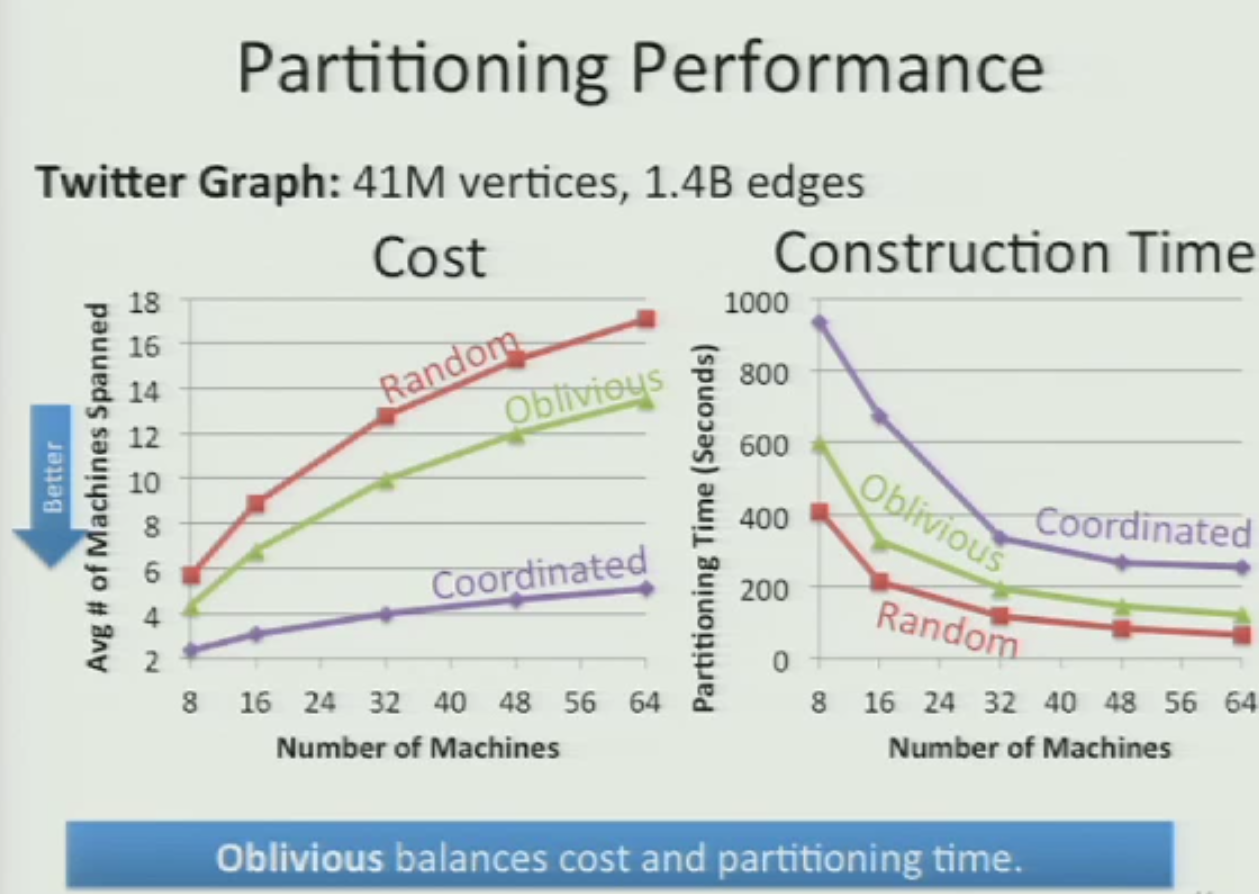 Partitioning Performance
Twitter Graph: 41M vertices, 1.4B edges
Cost
Better
Avg # of Machines Spanned
18
16
14
12
10
8
6
4
2
Random
Oblivious
Coordinated
8 16 24 32 40 48 56 64
Number of Machines
Construction Time
Partitioning Time (Seconds)
1000
800
600
400
200
0
Oblivious
Coordinated
Random
8 16 24 32 40 48 56 64
Number of Machines
Oblivious balances cost and partitioning time.